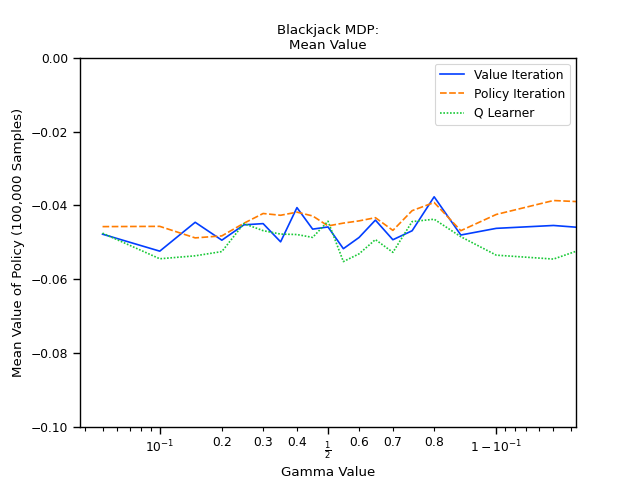 Blackjack MDP:
Mean Value
Value Iteration
Policy Iteration
Q Learner
Mean Value of Policy (100,000 Samples)
0.00
−0.02
−0.04
−0.06
−0.08
−0.10
10⁻¹ 0.2 0.3 0.4 ½ 0.6 0.7 0.8 1−10⁻¹
Gamma Value